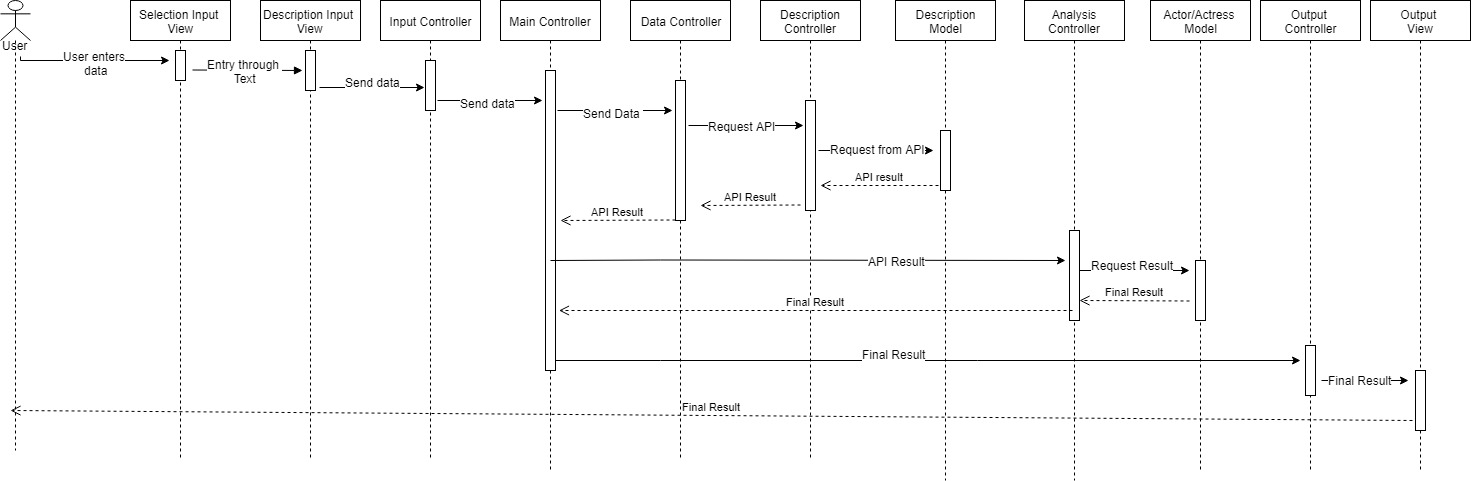 Selection Input
View
Description Input
View
Input Controller
Main Controller
Data Controller
Description
Controller
Description
Model
Analysis
Controller
Actor/Actress
Model
Output
Controller
Output
View
User
User enters
data
Entry through
Text
Send data
Send data
Send Data
Request API
Request from API
API result
API Result
API Result
API Result
Request Result
Final Result
Final Result
Final Result
Final Result
Final Result